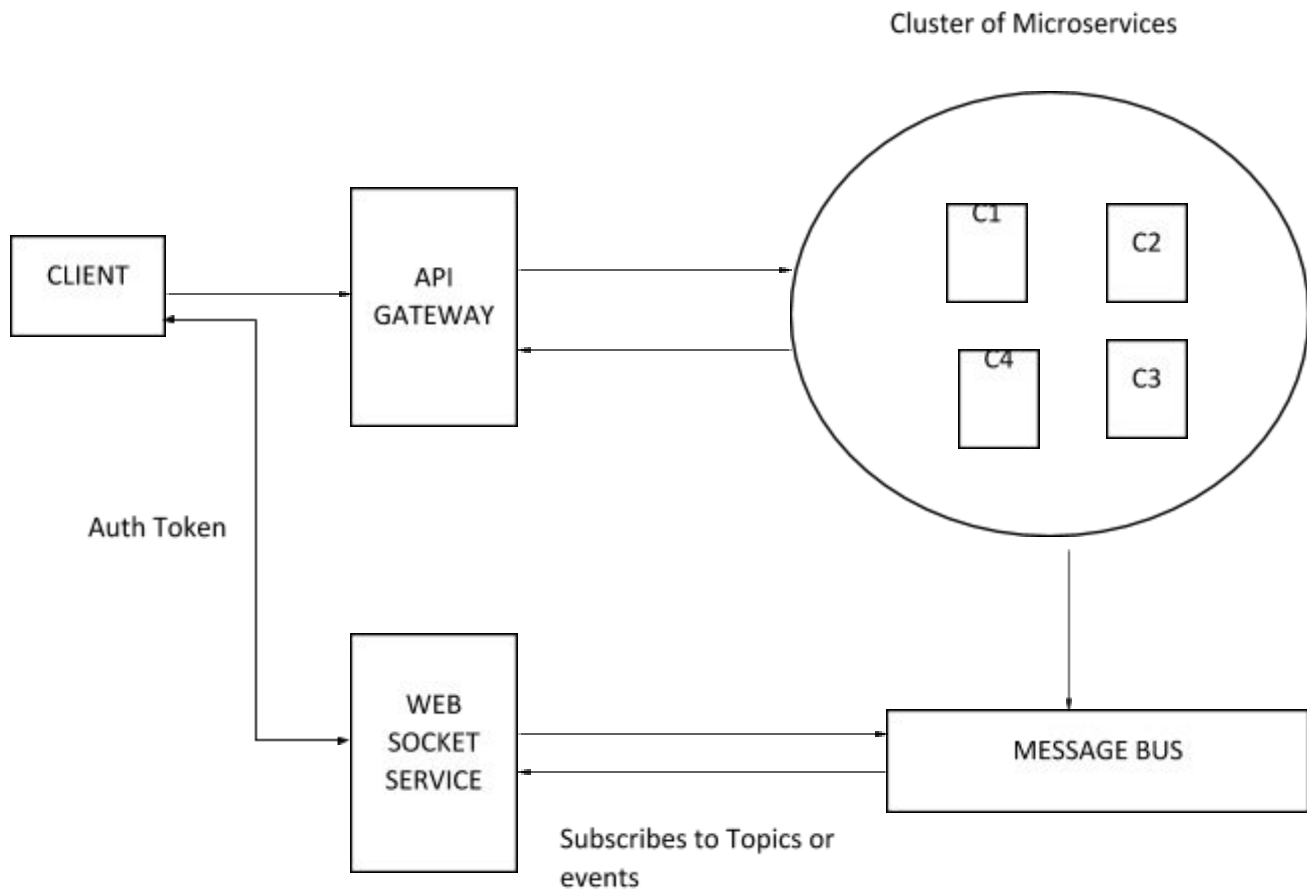 Cluster of Microservices
C1
C2
CLIENT
API
GATEWAY
C4
C3
Auth Token
WEB
SOCKET
SERVICE
MESSAGE BUS
Subscribes to Topics or
events